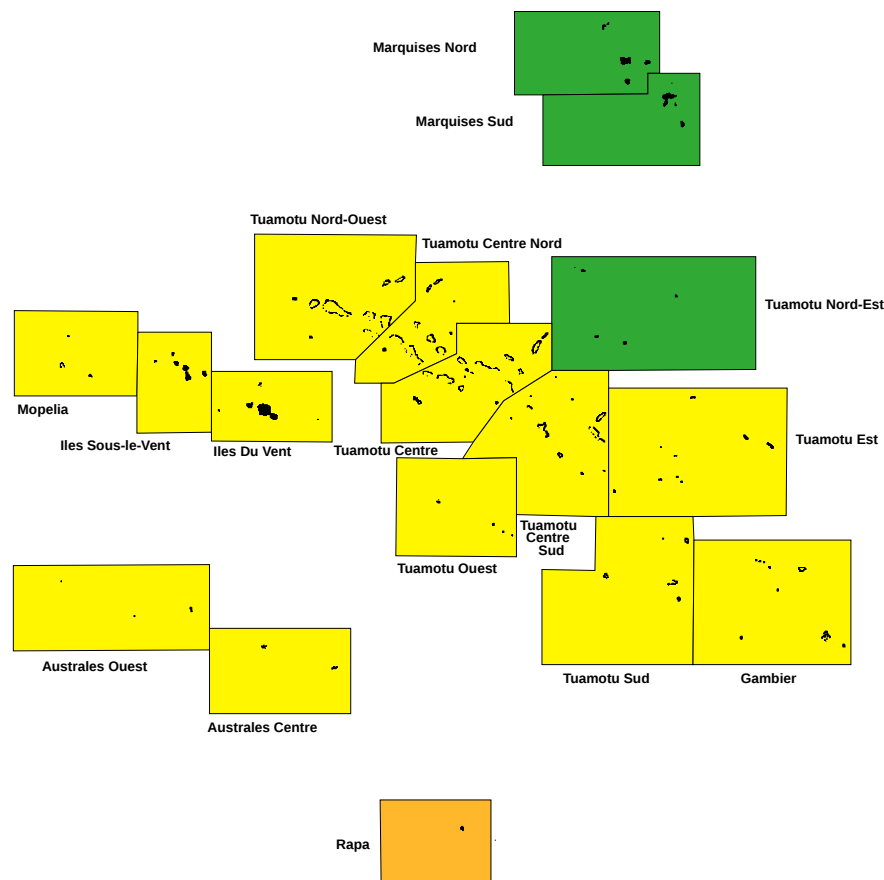 Marquises Nord
Marquises Sud
Tuamotu Nord-Ouest
Tuamotu Centre Nord
Tuamotu Nord-Est
Mopelia
Iles Sous-le-Vent
Iles Du Vent
Tuamotu Centre
Tuamotu Est
Tuamotu
Centre
Sud
Tuamotu Ouest
Australes Ouest
Tuamotu Sud
Gambier
Australes Centre
Rapa